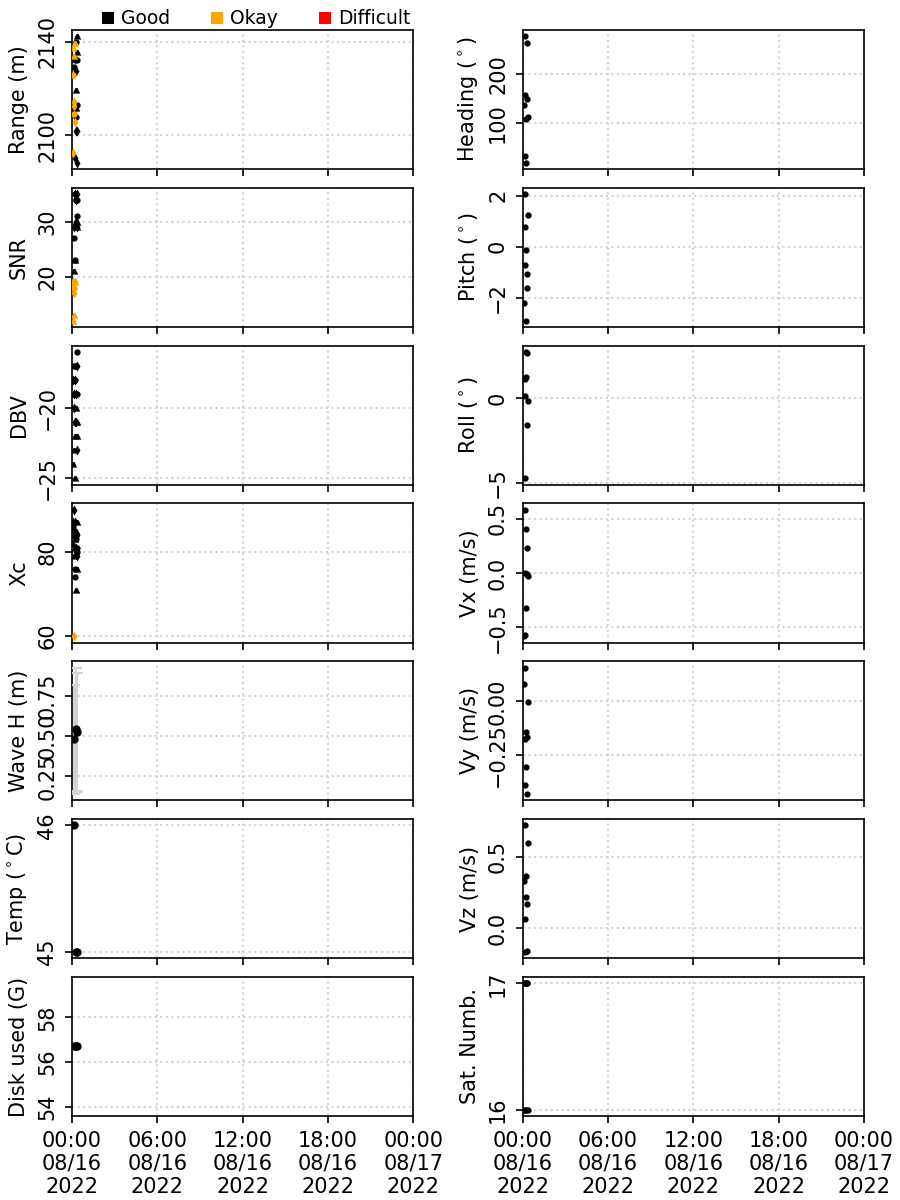 Good Okay Difficult
2140
2100
Range (m)
200
100
Heading (°)
30
20
SNR
2
0
−2
Pitch (°)
−20
−25
DBV
0
−5
Roll (°)
80
60
Xc
0.5
0.0
−0.5
Vx (m/s)
0.75
0.50
0.25
Wave H (m)
0.00
−0.25
Vy (m/s)
46
45
Temp (°C)
0.5
0.0
Vz (m/s)
58
56
54
Disk used (G)
17
16
Sat. Numb.
00:00 06:00 12:00 18:00 00:00 00:00 06:00 12:00 18:00 00:00
08/16 08/16 08/16 08/16 08/17 08/16 08/16 08/16 08/16 08/17
2022 2022 2022 2022 2022 2022 2022 2022 2022 2022